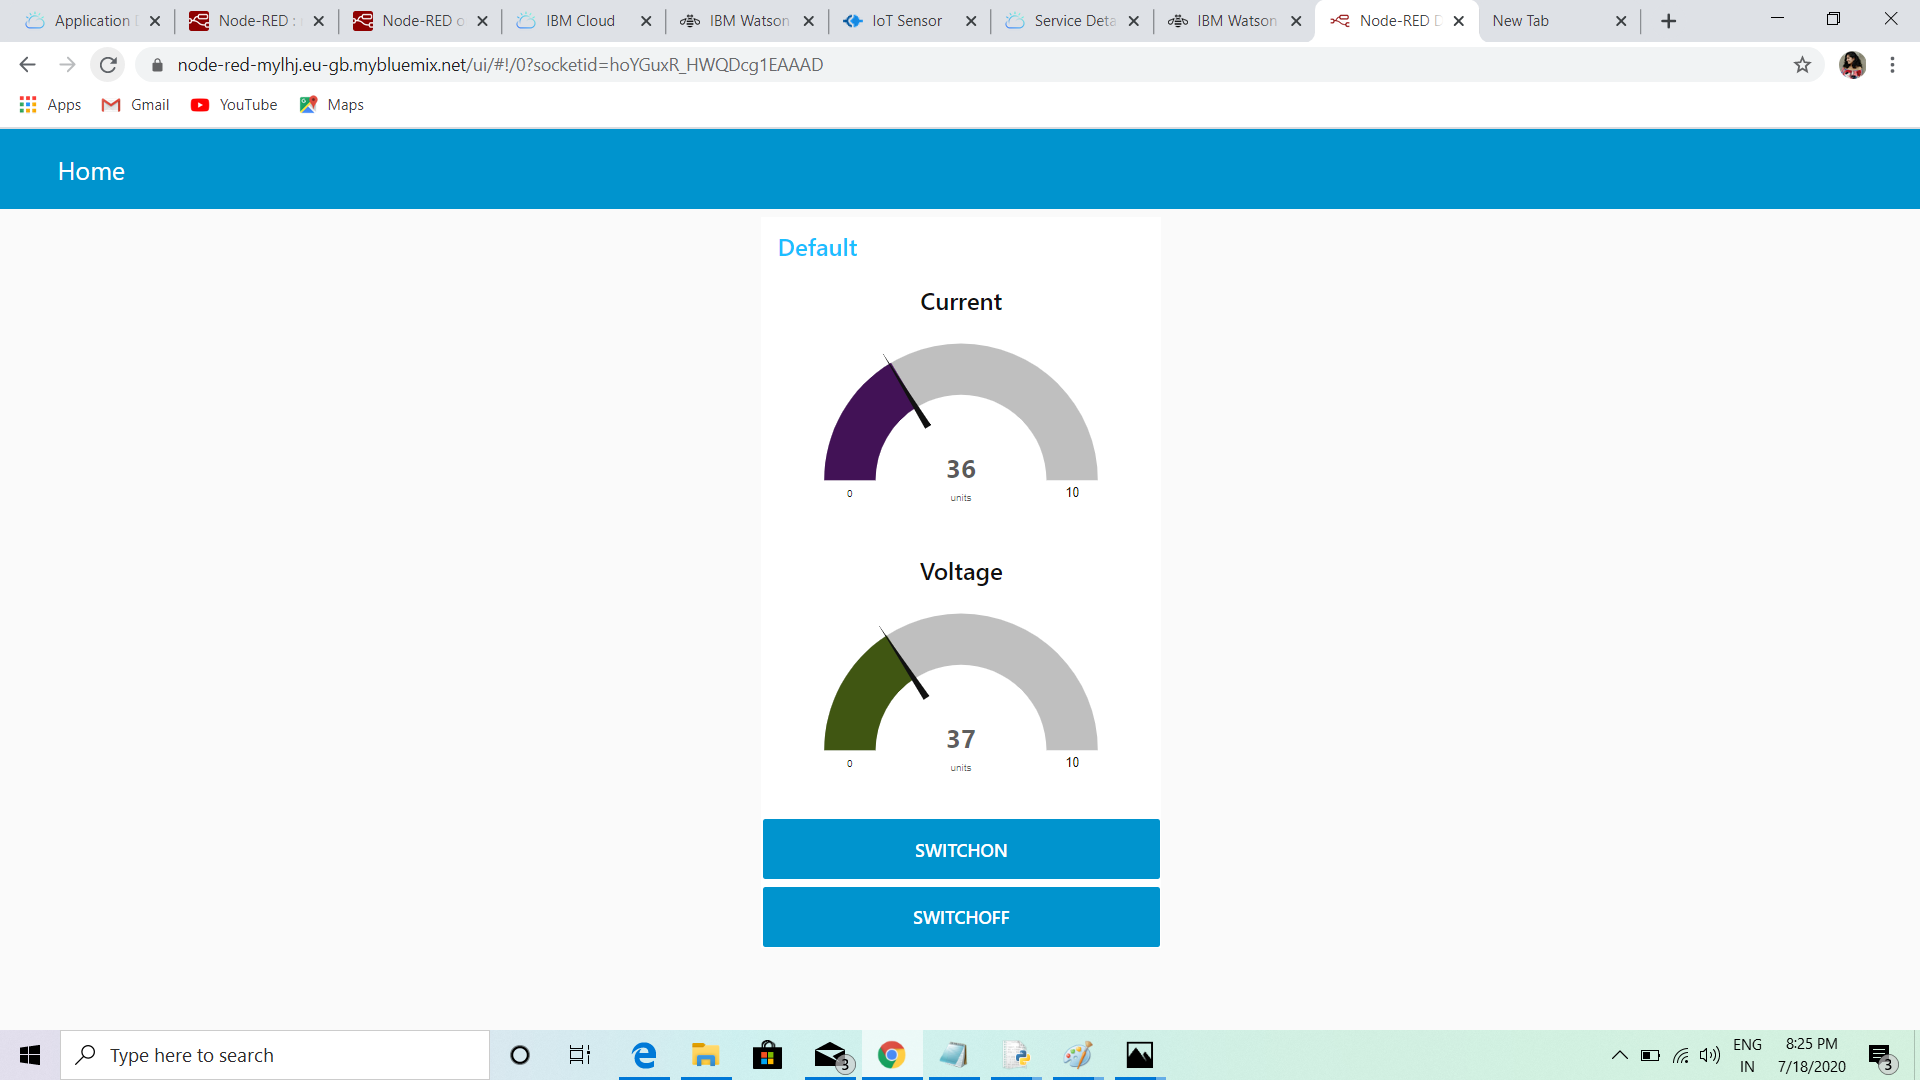 Application D
Node-RED : n
Node-RED o
IBM Cloud
IBM Watson
IoT Sensor
Service Deta
IBM Watson
Node-RED D
New Tab
node-red-mylhj.eu-gb.mybluemix.net/ui/#!/0?socketid=hoYGuxR_HWQDcg1EAAAD
Apps
Gmail
YouTube
Maps
Home
Default
Current
36
units
0
10
Voltage
37
units
0
10
SWITCHON
SWITCHOFF
Type here to search
3
ENG
IN
8:25 PM
7/18/2020
3